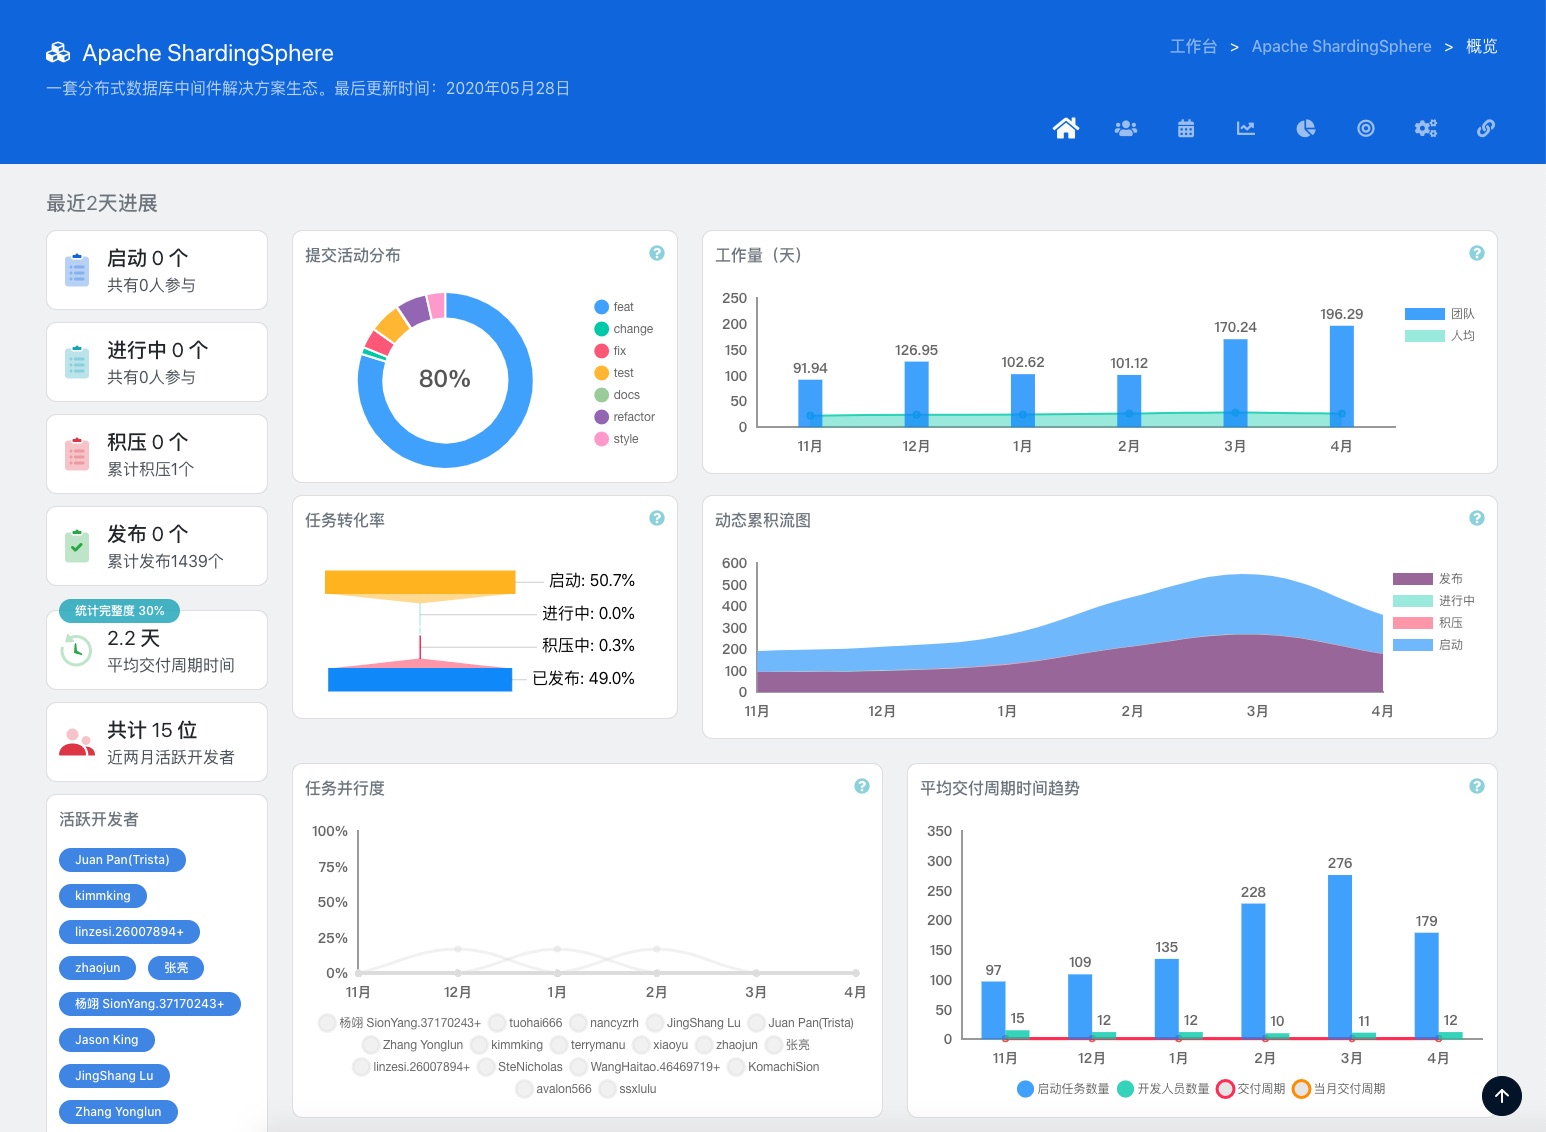 Apache ShardingSphere
工作台 > Apache ShardingSphere > 概览
一套分布式数据库中间件解决方案生态。最后更新时间：2020年05月28日
最近2天进展
启动 0 个
共有0人参与
进行中 0 个
共有0人参与
积压 0 个
累计积压1个
发布 0 个
累计发布1439个
统计完整度 30%
2.2 天
平均交付周期时间
共计 15 位
近两月活跃开发者
活跃开发者
Juan Pan(Trista)
kimmking
linzesi.26007894+
zhaojun 张亮
杨翊 SionYang.37170243+
Jason King
JingShang Lu
Zhang Yonglun
提交活动分布
80%
feat
change
fix
test
docs
refactor
style
工作量（天）
250
200
150
100
50
0
91.94 126.95 102.62 101.12 170.24 196.29
11月 12月 1月 2月 3月 4月
团队
人均
任务转化率
启动: 50.7%
进行中: 0.0%
积压中: 0.3%
已发布: 49.0%
动态累积流图
600
500
400
300
200
100
0
11月 12月 1月 2月 3月 4月
发布
进行中
积压
启动
任务并行度
100%
75%
50%
25%
0%
11月 12月 1月 2月 3月 4月
杨翊 SionYang.37170243+ tuohai666 nancyzrh JingShang Lu Juan Pan(Trista)
Zhang Yonglun kimmking terrymanu xiaoyu zhaojun 张亮
linzesi.26007894+ SteNicholas WangHaitao.46469719+ KomachiSion
avalon566 ssxlulu
平均交付周期时间趋势
350
300
250
200
150
100
50
0
97 109 135 228 276 179
15 12 12 10 11 12
11月 12月 1月 2月 3月 4月
启动任务数量 开发人员数量 交付周期 当月交付周期